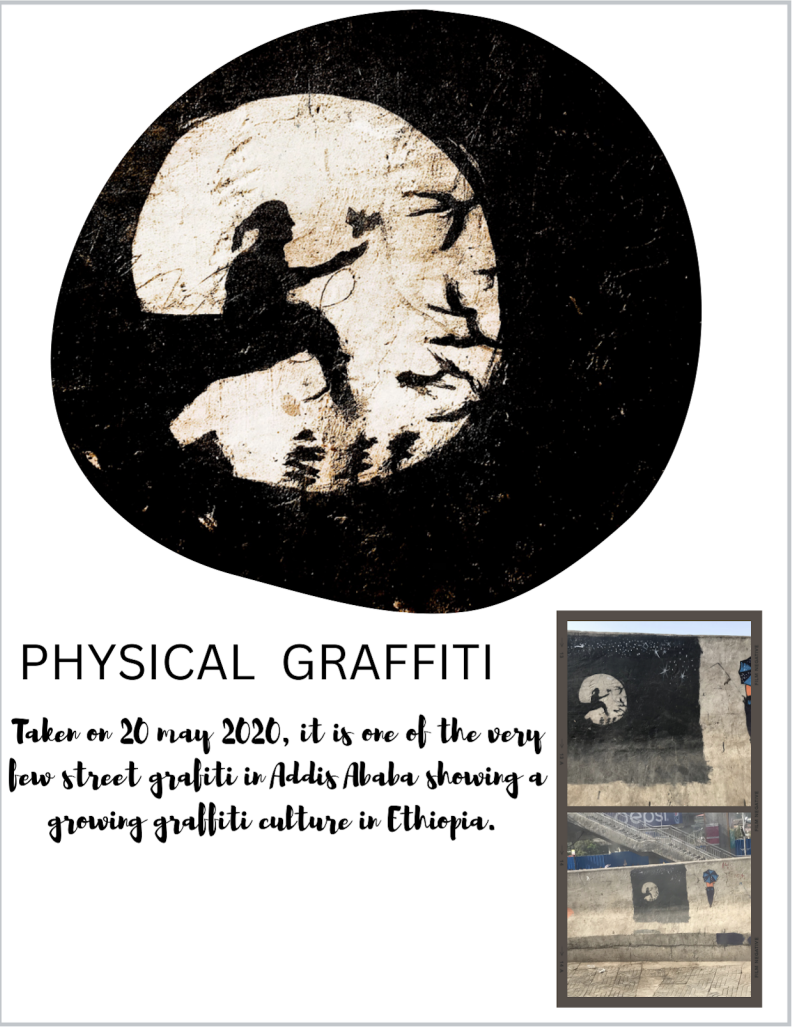 PHYSICAL GRAFFITI
Taken on 20 may 2020, it is one of the very
few street grafiti in Addis Ababa showing a
growing graffiti culture in Ethiopia.
pepsi